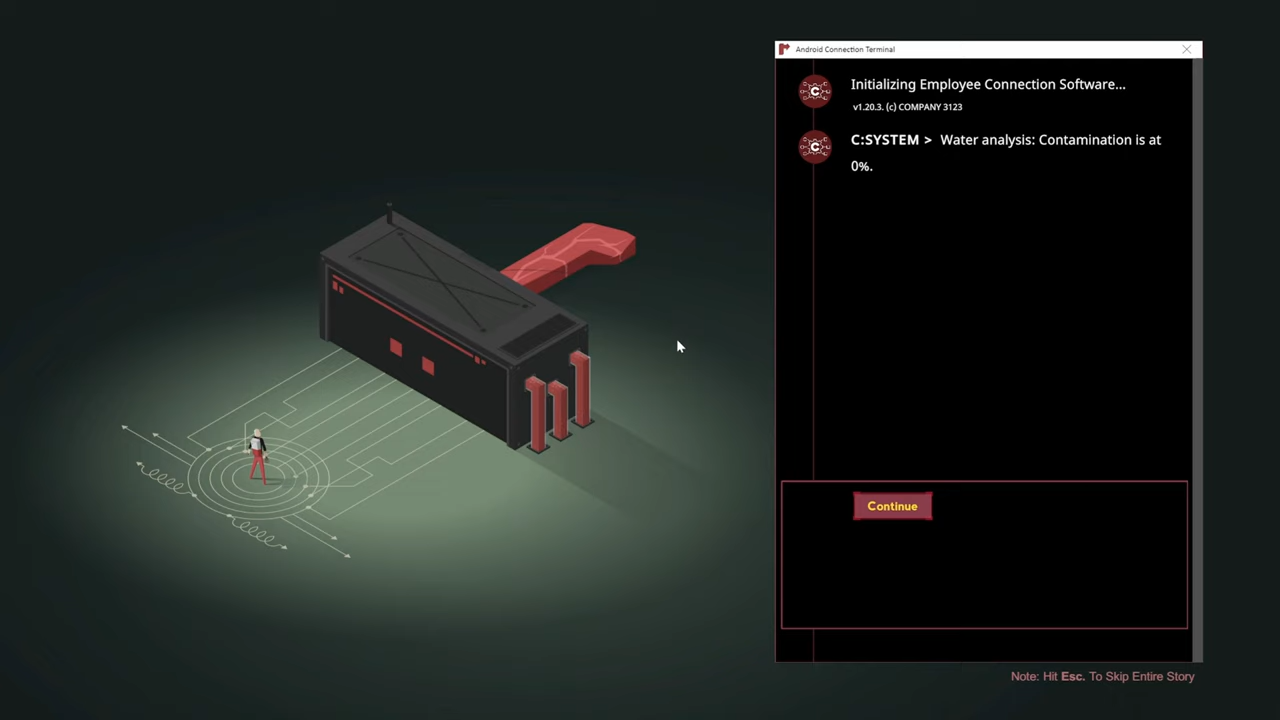 Android Connection Terminal
Initializing Employee Connection Software...
v1.20.3. (c) COMPANY 3123
C:SYSTEM > Water analysis: Contamination is at
0%.
Continue
Note: Hit Esc. To Skip Entire Story